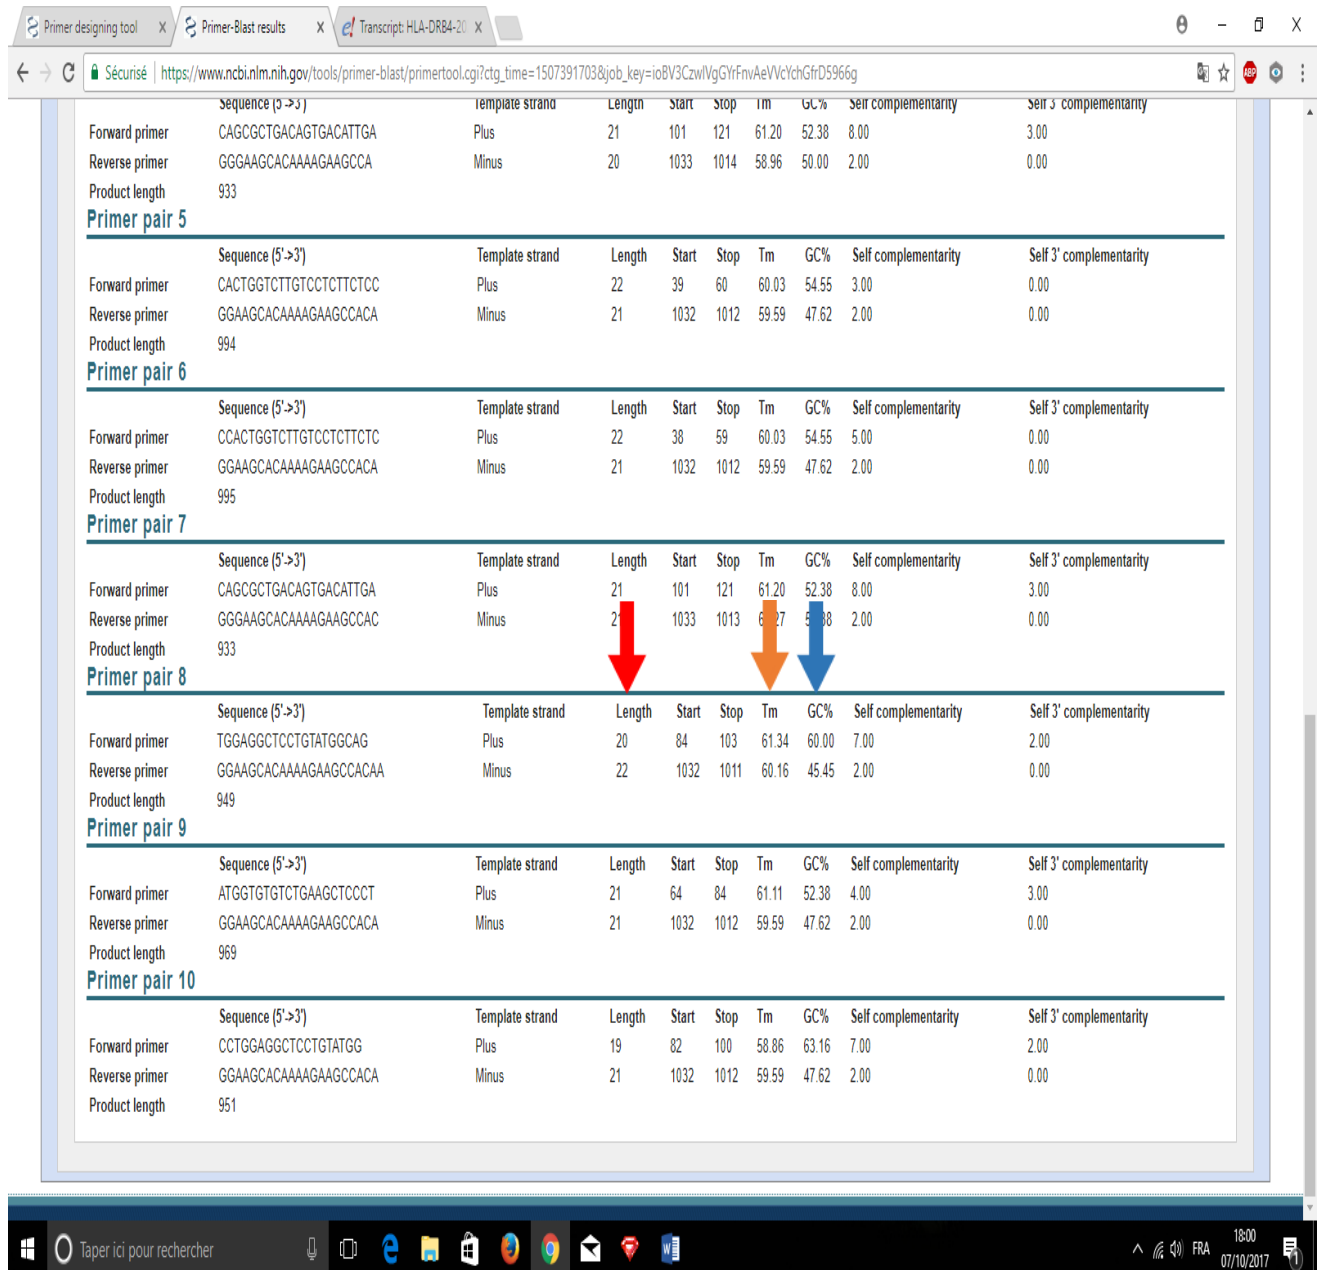 Primer designing tool Primer-Blast results Transcript: HLA-DRB4-20
Sécurisé https://www.ncbi.nlm.nih.gov/tools/primer-blast/primertool.cgi?ctg_time=1507391703&job_key=ioBV3CzwlVgGYrFnvAeVVcYchGfrD5966g ABP
Sequence (5'->3') Template strand Length Start Stop Tm GC% Self complementarity Self 3' complementarity
Forward primer CAGCGCTGACAGTGACATTGA Plus 21 101 121 61.20 52.38 8.00 3.00
Reverse primer GGGAAGCACAAAAGAAGCCA Minus 20 1033 1014 58.96 50.00 2.00 0.00
Product length 933
Primer pair 5
Sequence (5'->3') Template strand Length Start Stop Tm GC% Self complementarity Self 3' complementarity
Forward primer CACTGGTCTTGTCCTCTTCTCC Plus 22 39 60 60.03 54.55 3.00 0.00
Reverse primer GGAAGCACAAAAGAAGCCACA Minus 21 1032 1012 59.59 47.62 2.00 0.00
Product length 994
Primer pair 6
Sequence (5'->3') Template strand Length Start Stop Tm GC% Self complementarity Self 3' complementarity
Forward primer CCACTGGTCTTGTCCTCTTCTC Plus 22 38 59 60.03 54.55 5.00 0.00
Reverse primer GGAAGCACAAAAGAAGCCACA Minus 21 1032 1012 59.59 47.62 2.00 0.00
Product length 995
Primer pair 7
Sequence (5'->3') Template strand Length Start Stop Tm GC% Self complementarity Self 3' complementarity
Forward primer CAGCGCTGACAGTGACATTGA Plus 21 101 121 61.20 52.38 8.00 3.00
Reverse primer GGGAAGCACAAAAGAAGCCAC Minus 1033 1013 2.00 0.00
Product length 933
Primer pair 8
Sequence (5'->3') Template strand Length Start Stop Tm GC% Self complementarity Self 3' complementarity
Forward primer TGGAGGCTCCTGTATGGCAG Plus 20 84 103 61.34 60.00 7.00 2.00
Reverse primer GGAAGCACAAAAGAAGCCACAA Minus 22 1032 1011 60.16 45.45 2.00 0.00
Product length 949
Primer pair 9
Sequence (5'->3') Template strand Length Start Stop Tm GC% Self complementarity Self 3' complementarity
Forward primer ATGGTGTGTCTGAAGCTCCCT Plus 21 64 84 61.11 52.38 4.00 3.00
Reverse primer GGAAGCACAAAAGAAGCCACA Minus 21 1032 1012 59.59 47.62 2.00 0.00
Product length 969
Primer pair 10
Sequence (5'->3') Template strand Length Start Stop Tm GC% Self complementarity Self 3' complementarity
Forward primer CCTGGAGGCTCCTGTATGG Plus 19 82 100 58.86 63.16 7.00 2.00
Reverse primer GGAAGCACAAAAGAAGCCACA Minus 21 1032 1012 59.59 47.62 2.00 0.00
Product length 951
Taper ici pour rechercher FRA 18:00
07/10/2017